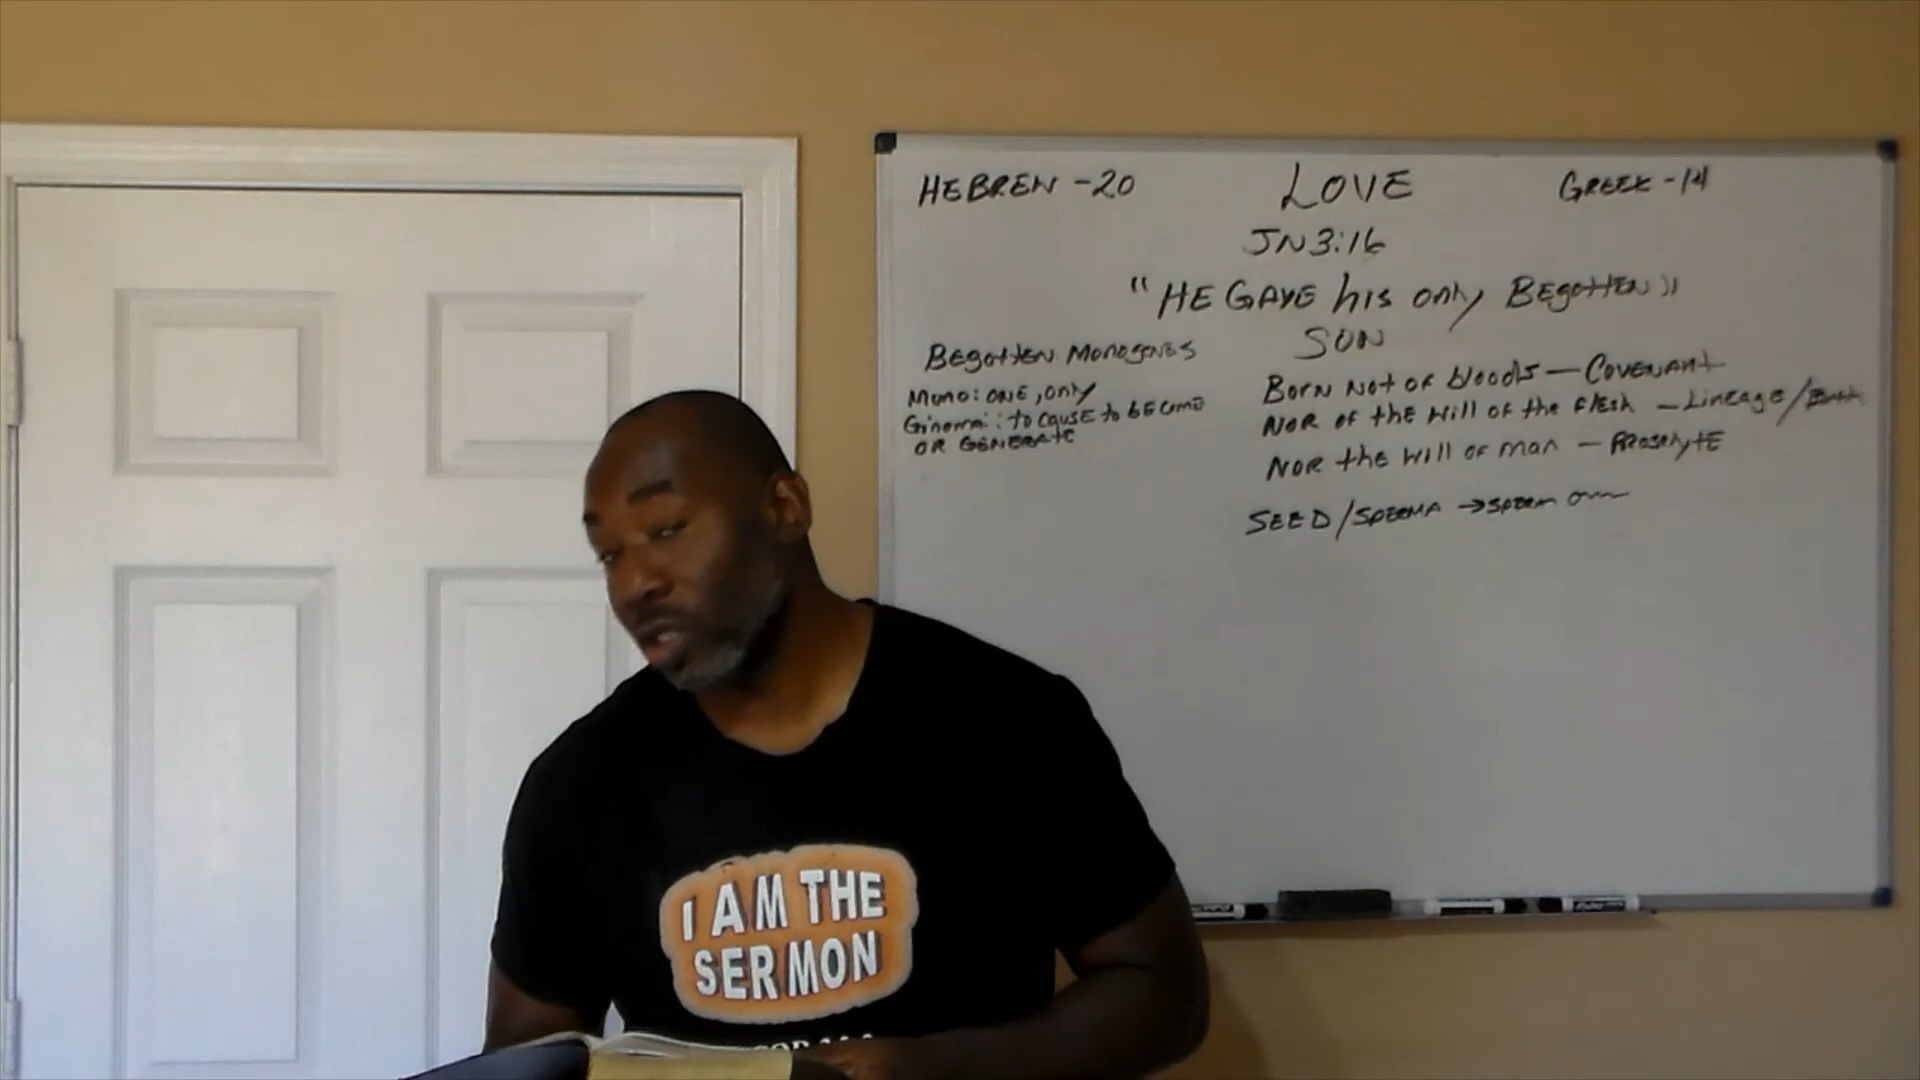 HEBREW -20
LOVE
GREEK -14
JN 3:16
"HE GAVE his only BEgoTTEN"
SON
BEgoTTEN: MONOGENES
MONO: ONE, only
Ginomai: to CAUSE to bECOME
OR GENERATE
BORN NOT OF bloods — COVENANT
NOR OF the will OF the FlEsh — LINEAGE /
NOR the will OF man — PROSElyTE
SEED/SPERMA → SPERM
I AM THE
SERMON